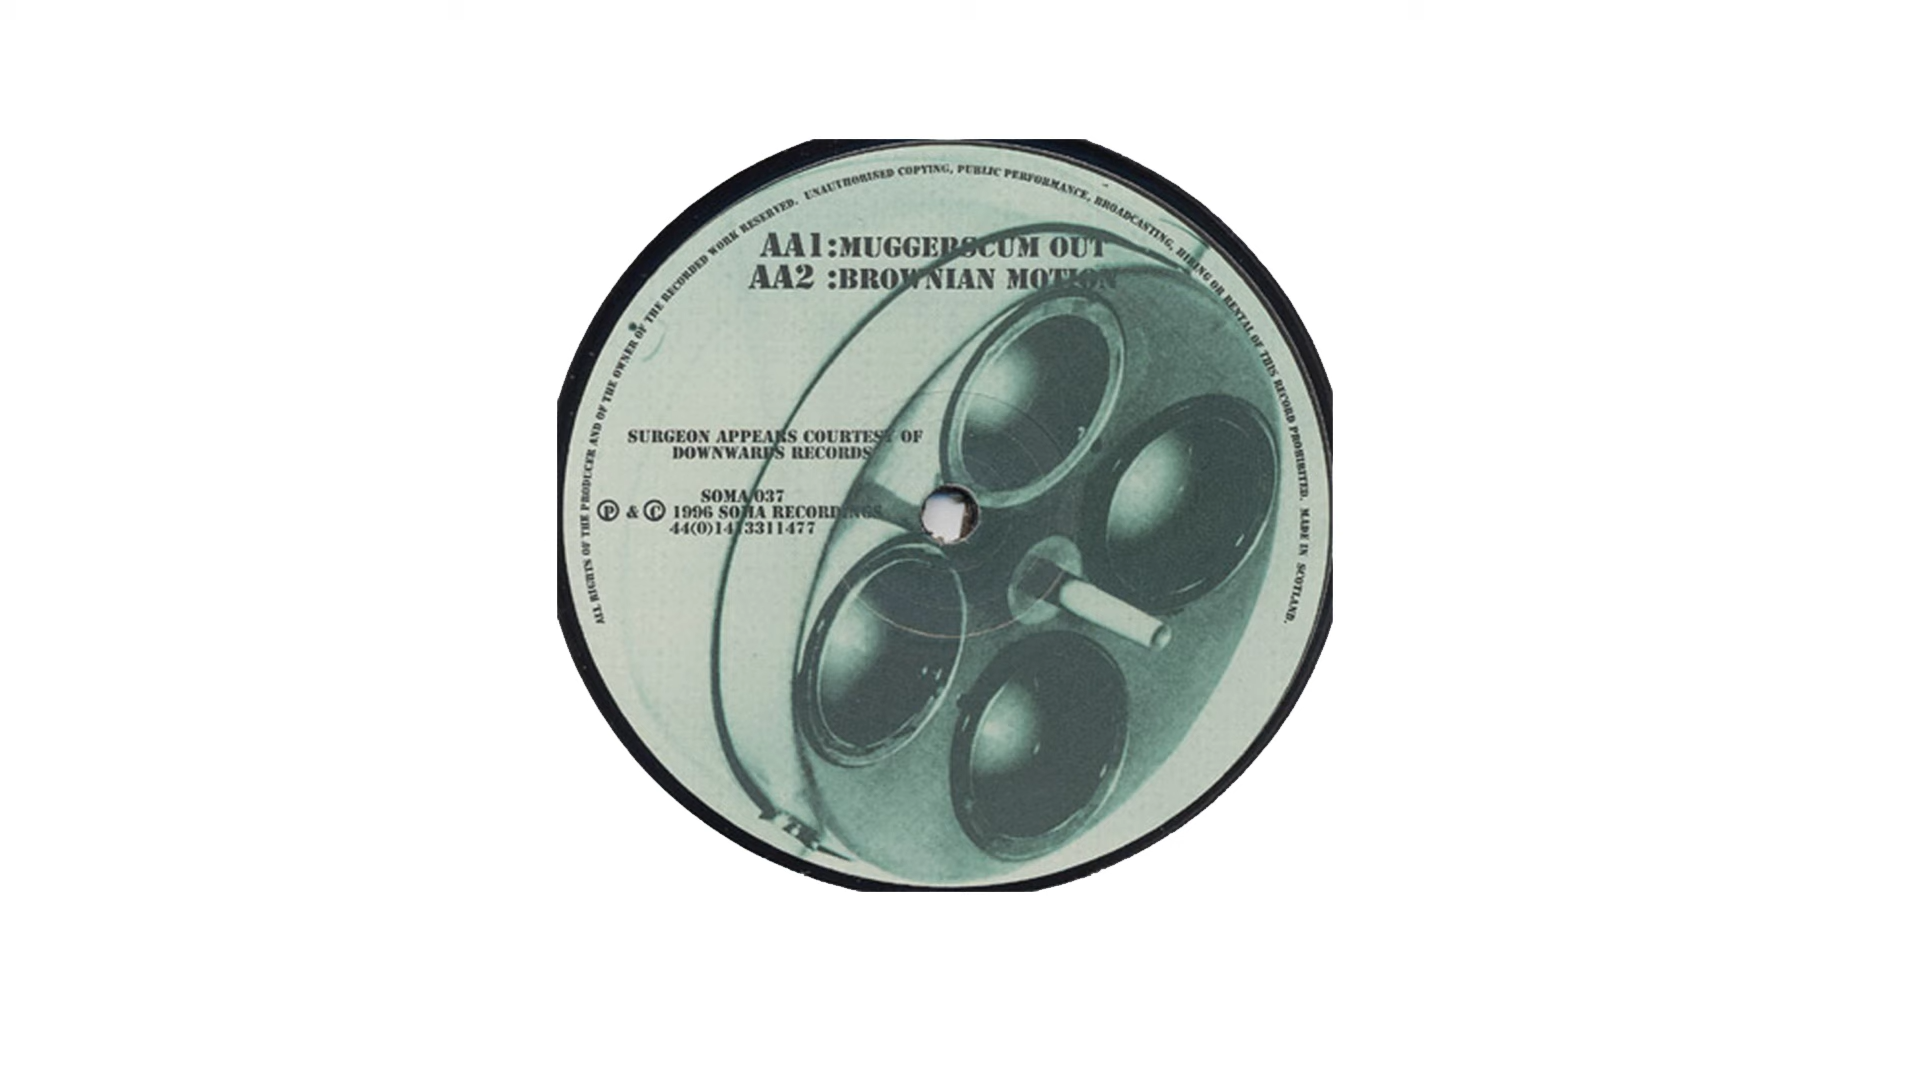 ALL RIGHTS OF THE PRODUCER AND OF THE OWNER OF THE RECORDED WORK RESERVED. UNAUTHORISED COPYING, PUBLIC PERFORMANCE, BROADCASTING, HIRING OR RENTAL OF THIS RECORD PROHIBITED. MADE IN SCOTLAND.
AA1:MUGGERSCUM OUT
AA2 :BROWNIAN MOTION
SURGEON APPEARS COURTESY OF
DOWNWARDS RECORDS
SOMA 037
Ⓟ & © 1996 SOMA RECORDINGS
44(0)1413311477